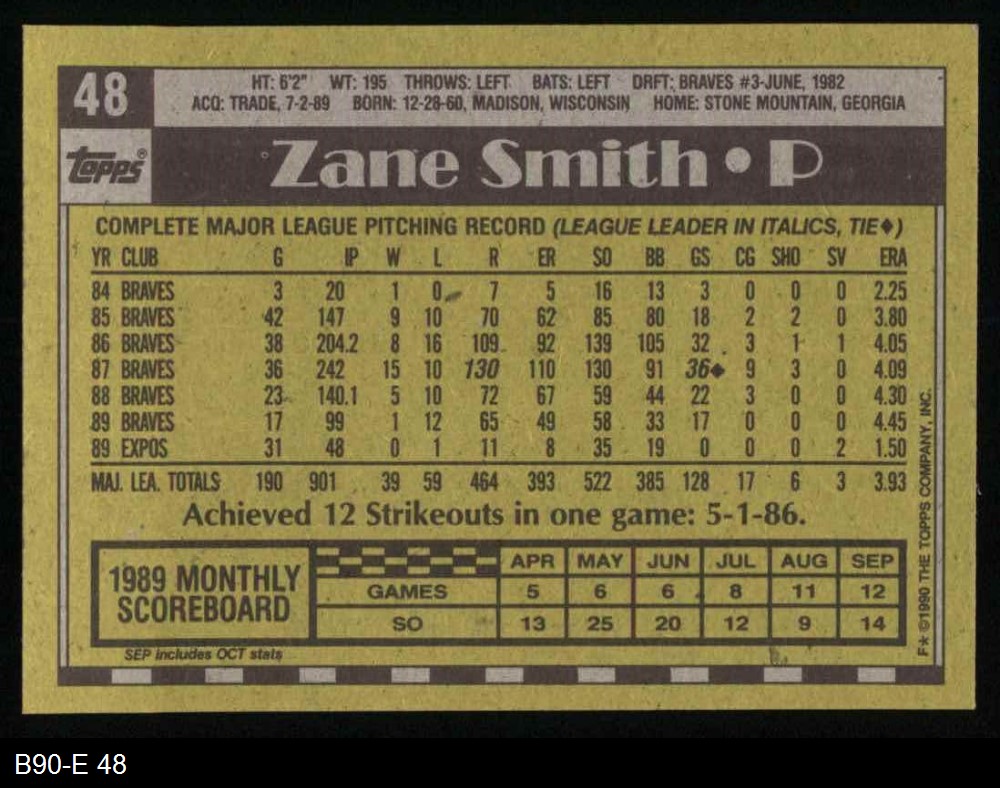 48
HT: 6'2" WT: 195 THROWS: LEFT BATS: LEFT DRFT: BRAVES #3-JUNE, 1982
ACQ: TRADE, 7-2-89 BORN: 12-28-60, MADISON, WISCONSIN HOME: STONE MOUNTAIN, GEORGIA
Topps®
Zane Smith • P
COMPLETE MAJOR LEAGUE PITCHING RECORD (LEAGUE LEADER IN ITALICS, TIE♦)
YR CLUB G IP W L R ER SO BB GS CG SHO SV ERA
84 BRAVES 3 20 1 0 7 5 16 13 3 0 0 0 2.25
85 BRAVES 42 147 9 10 70 62 85 80 18 2 2 0 3.80
86 BRAVES 38 204.2 8 16 109 92 139 105 32 3 1 1 4.05
87 BRAVES 36 242 15 10 130 110 130 91 36♦ 9 3 0 4.09
88 BRAVES 23 140.1 5 10 72 67 59 44 22 3 0 0 4.30
89 BRAVES 17 99 1 12 65 49 58 33 17 0 0 0 4.45
89 EXPOS 31 48 0 1 11 8 35 19 0 0 0 2 1.50
MAJ. LEA. TOTALS 190 901 39 59 464 393 522 385 128 17 6 3 3.93
Achieved 12 Strikeouts in one game: 5-1-86.
1989 MONTHLY SCOREBOARD
APR MAY JUN JUL AUG SEP
GAMES 5 6 6 8 11 12
SO 13 25 20 12 9 14
SEP includes OCT stats
F★ ©1990 THE TOPPS COMPANY, INC.
B90-E 48